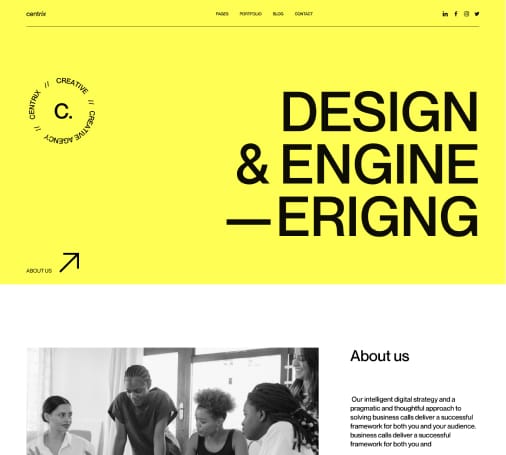 centrix
PAGES PORTFOLIO BLOG CONTACT
CENTRIX // CREATIVE // CREATIVE AGENCY //
C.
DESIGN
& ENGINE
—ERIGNG
ABOUT US
About us
Our intelligent digital strategy and a
pragmatic and thoughtful approach to
solving business calls deliver a successful
framework for both you and your audience.
business calls deliver a successful
framework for both you and